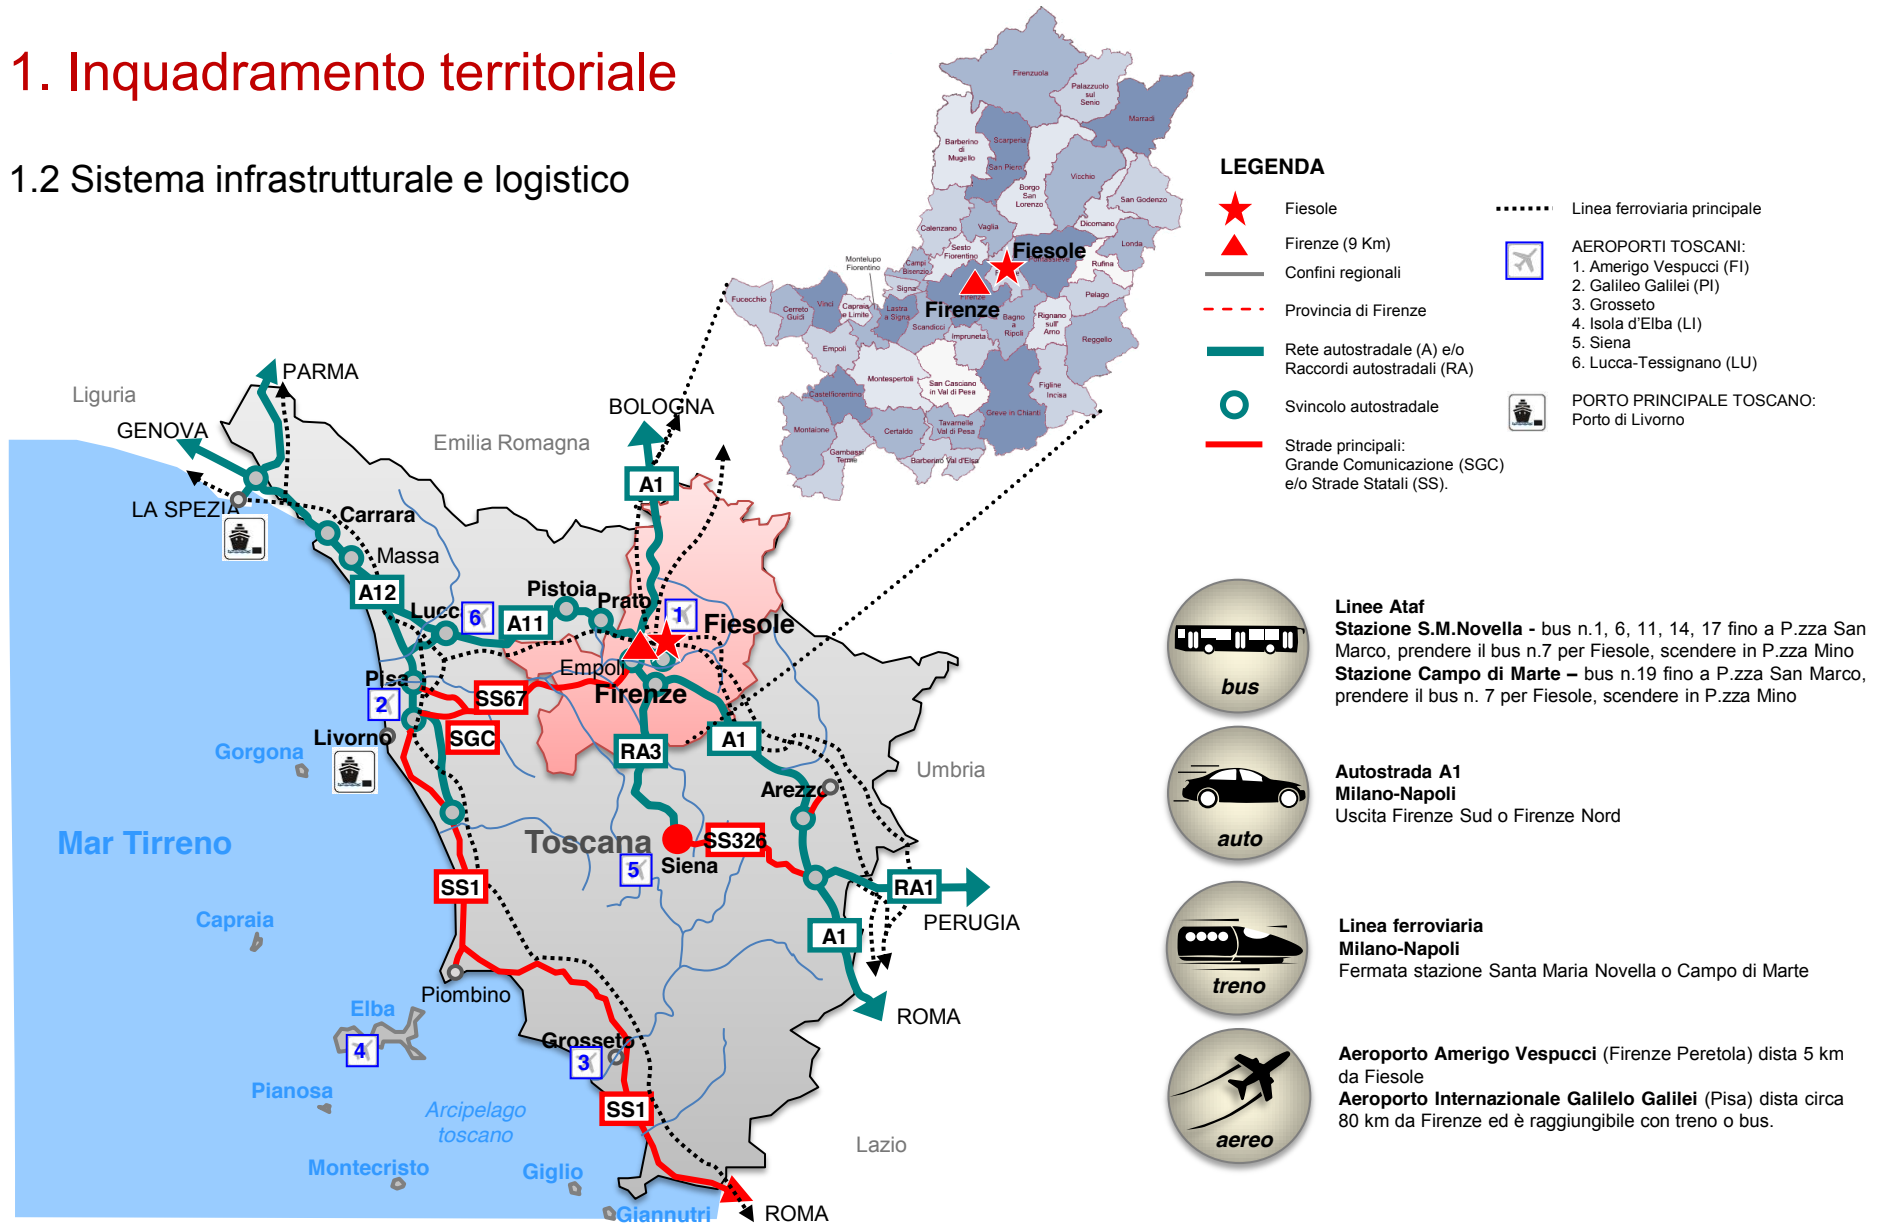 1. Inquadramento territoriale
1.2 Sistema infrastrutturale e logistico
Firenzuola
Palazzuolo
sul
Senio
Marradi
Scarperia
Barberino
di
Mugello
San Piero
Vicchio
Borgo
San
Lorenzo
San Godenzo
Dicomano
Calenzano
Vaglia
Londa
Sesto
Fiorentino
Fiesole
Rufina
Montelupo
Fiorentino
Campi
Bisenzio
Signa
Pelago
Fucecchio
Cerreto
Guidi
Vinci
Capraia
e Limite
Lastra
a Signa
Firenze
Firenze
Scandicci
Bagno
a
Ripoli
Rignano
sull'
Arno
Impruneta
Reggello
Empoli
Montespertoli
San Casciano
in Val di Pesa
Figline
Incisa
Castelfiorentino
Greve in Chianti
Montaione
Certaldo
Tavarnelle
Val di Pesa
Gambassi
Terme
Barberino Val d'Elsa
LEGENDA
Fiesole
Firenze (9 Km)
Confini regionali
Provincia di Firenze
Rete autostradale (A) e/o
Raccordi autostradali (RA)
Svincolo autostradale
Strade principali:
Grande Comunicazione (SGC)
e/o Strade Statali (SS).
Linea ferroviaria principale
AEROPORTI TOSCANI:
1. Amerigo Vespucci (FI)
2. Galileo Galilei (PI)
3. Grosseto
4. Isola d'Elba (LI)
5. Siena
6. Lucca-Tessignano (LU)
PORTO PRINCIPALE TOSCANO:
Porto di Livorno
PARMA
Liguria
GENOVA
BOLOGNA
Emilia Romagna
A1
LA SPEZIA
Carrara
Massa
A12
Pistoia
Prato
Lucc
6
A11
1
Fiesole
Empoli
Pisa
SS67
Firenze
2
Livorno
SGC
RA3
A1
Gorgona
Umbria
Arezzo
Mar Tirreno
Toscana
SS326
Siena
5
SS1
RA1
Capraia
PERUGIA
A1
Piombino
Elba
ROMA
4
Grosseto
3
Pianosa
SS1
Arcipelago
toscano
Lazio
Montecristo
Giglio
Giannutri
ROMA
bus
Linee Ataf
Stazione S.M.Novella - bus n.1, 6, 11, 14, 17 fino a P.zza San
Marco, prendere il bus n.7 per Fiesole, scendere in P.zza Mino
Stazione Campo di Marte – bus n.19 fino a P.zza San Marco,
prendere il bus n. 7 per Fiesole, scendere in P.zza Mino
auto
Autostrada A1
Milano-Napoli
Uscita Firenze Sud o Firenze Nord
treno
Linea ferroviaria
Milano-Napoli
Fermata stazione Santa Maria Novella o Campo di Marte
aereo
Aeroporto Amerigo Vespucci (Firenze Peretola) dista 5 km
da Fiesole
Aeroporto Internazionale Galilelo Galilei (Pisa) dista circa
80 km da Firenze ed è raggiungibile con treno o bus.